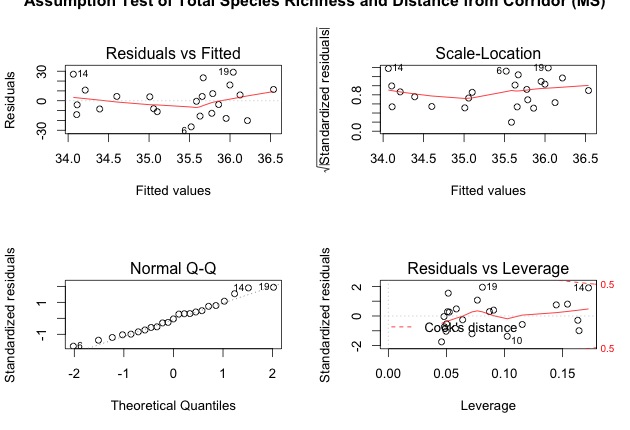 Assumption Test of Total Species Richness and Distance from Corridor (MS)
Residuals vs Fitted
Residuals
30
0
-30
14
19
6
34.0 34.5 35.0 35.5 36.0 36.5
Fitted values
Scale-Location
√|Standardized residuals|
0.8
0.0
14
6
19
34.0 34.5 35.0 35.5 36.0 36.5
Fitted values
Normal Q-Q
Standardized residuals
1
-1
14
19
6
-2 -1 0 1 2
Theoretical Quantiles
Residuals vs Leverage
Standardized residuals
2
0
-2
19
14
10
Cook's distance
0.5
0.5
0.00 0.05 0.10 0.15
Leverage